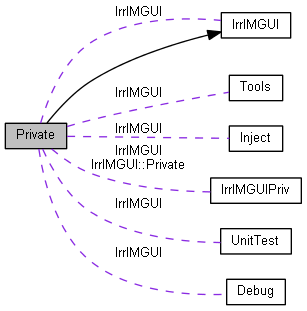 IrrIMGUI
IrrIMGUI
Tools
IrrIMGUI
Private
IrrIMGUI
Inject
IrrIMGUI
IrrIMGUI::Private
IrrIMGUIPriv
IrrIMGUI
UnitTest
IrrIMGUI
Debug